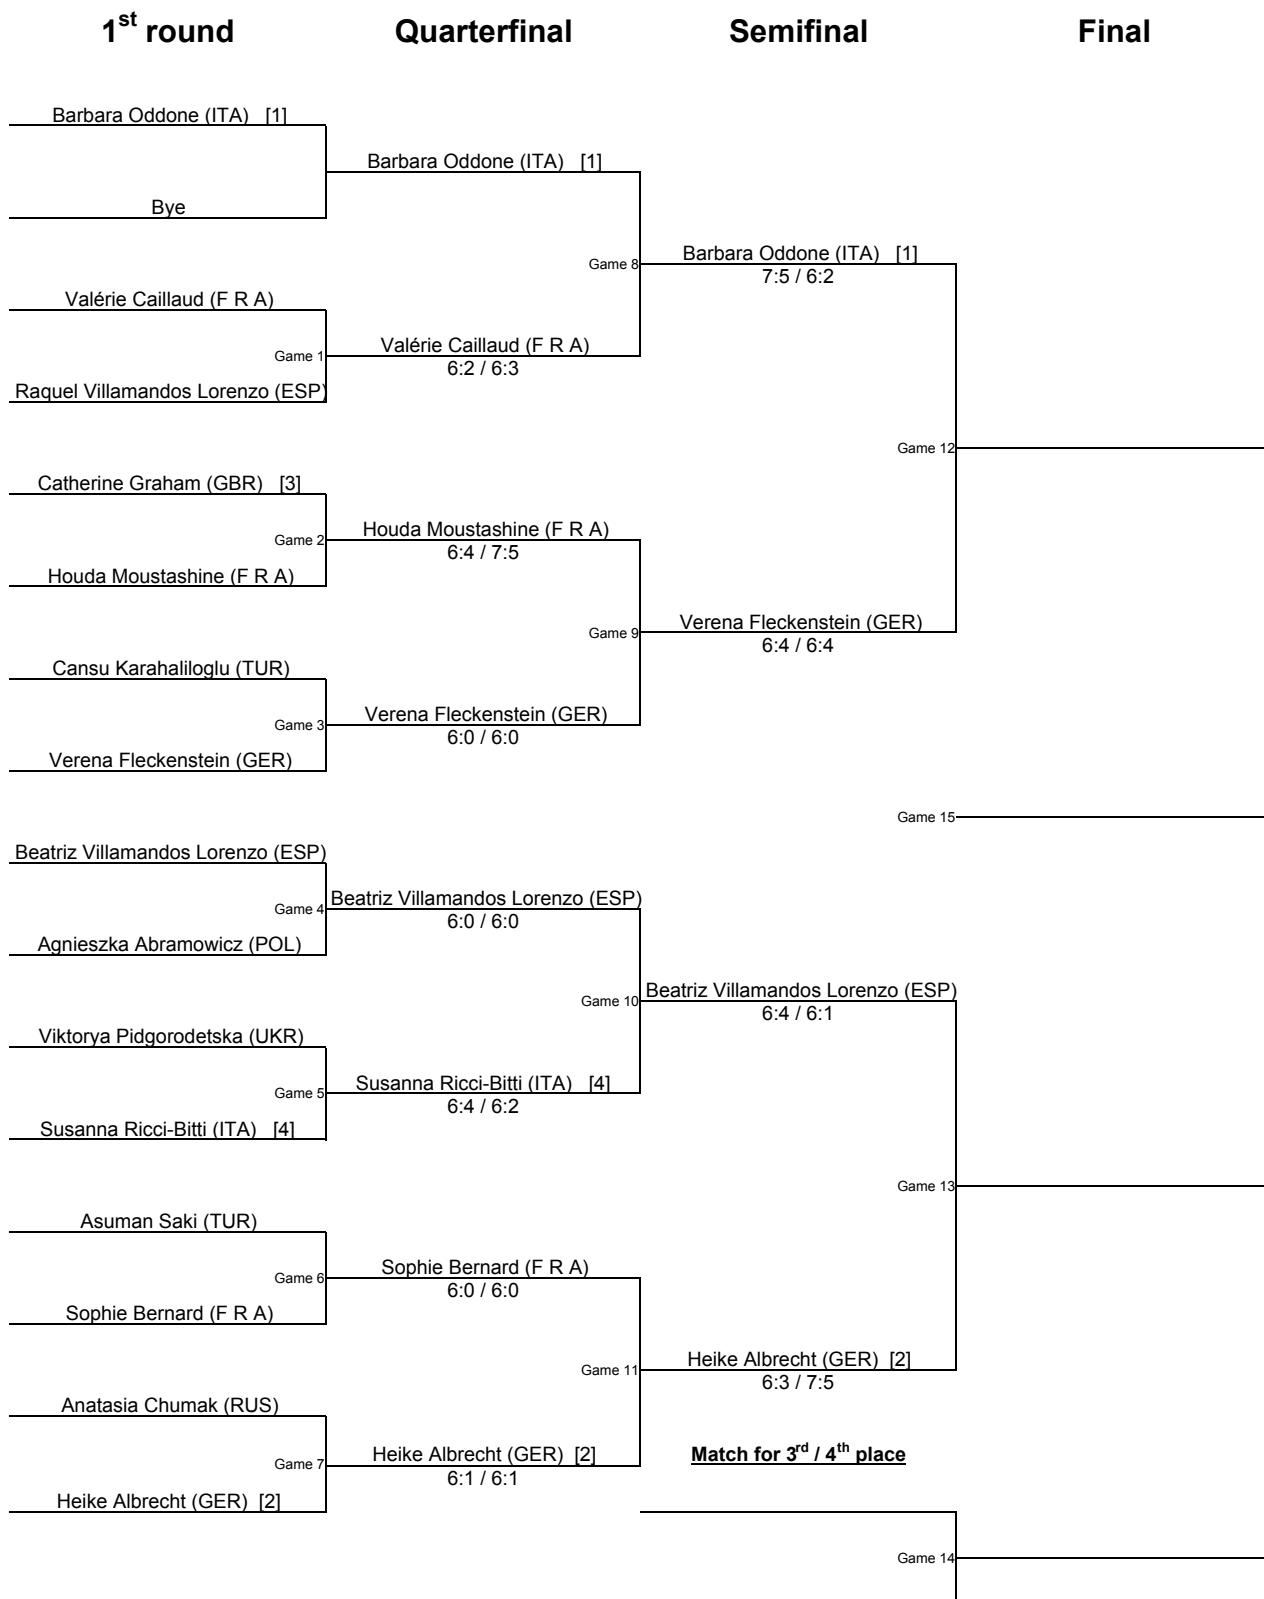 1st round Quarterfinal Semifinal Final
Barbara Oddone (ITA) [1]
Barbara Oddone (ITA) [1]
Bye
Game 8
Barbara Oddone (ITA) [1]
7:5 / 6:2
Valérie Caillaud (F R A)
Game 1
Valérie Caillaud (F R A)
6:2 / 6:3
Raquel Villamandos Lorenzo (ESP)
Game 12
Catherine Graham (GBR) [3]
Game 2
Houda Moustashine (F R A)
6:4 / 7:5
Houda Moustashine (F R A)
Game 9
Verena Fleckenstein (GER)
6:4 / 6:4
Cansu Karahaliloglu (TUR)
Game 3
Verena Fleckenstein (GER)
6:0 / 6:0
Verena Fleckenstein (GER)
Game 15
Beatriz Villamandos Lorenzo (ESP)
Game 4
Beatriz Villamandos Lorenzo (ESP)
6:0 / 6:0
Agnieszka Abramowicz (POL)
Game 10
Beatriz Villamandos Lorenzo (ESP)
6:4 / 6:1
Viktorya Pidgorodetska (UKR)
Game 5
Susanna Ricci-Bitti (ITA) [4]
6:4 / 6:2
Susanna Ricci-Bitti (ITA) [4]
Game 13
Asuman Saki (TUR)
Game 6
Sophie Bernard (F R A)
6:0 / 6:0
Sophie Bernard (F R A)
Game 11
Heike Albrecht (GER) [2]
6:3 / 7:5
Anatasia Chumak (RUS)
Game 7
Heike Albrecht (GER) [2]
6:1 / 6:1
Match for 3rd / 4th place
Heike Albrecht (GER) [2]
Game 14